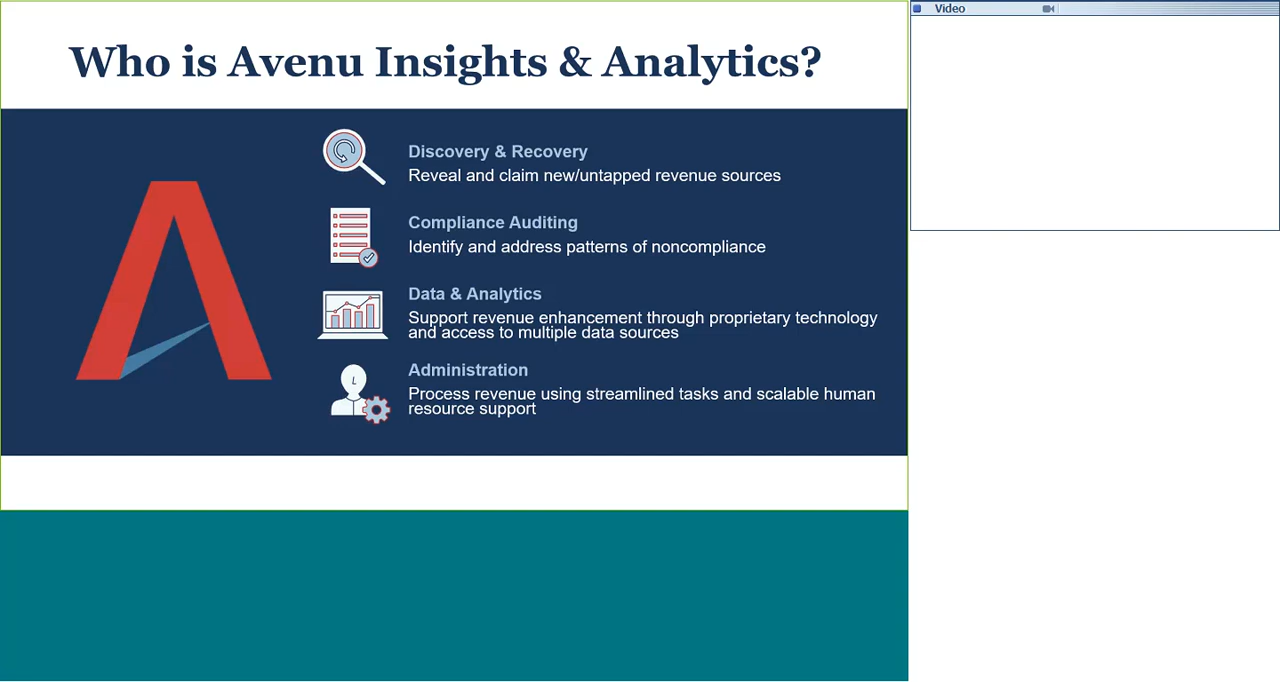 Who is Avenu Insights & Analytics?
Discovery & Recovery
Reveal and claim new/untapped revenue sources
Compliance Auditing
Identify and address patterns of noncompliance
Data & Analytics
Support revenue enhancement through proprietary technology
and access to multiple data sources
Administration
Process revenue using streamlined tasks and scalable human
resource support
Video